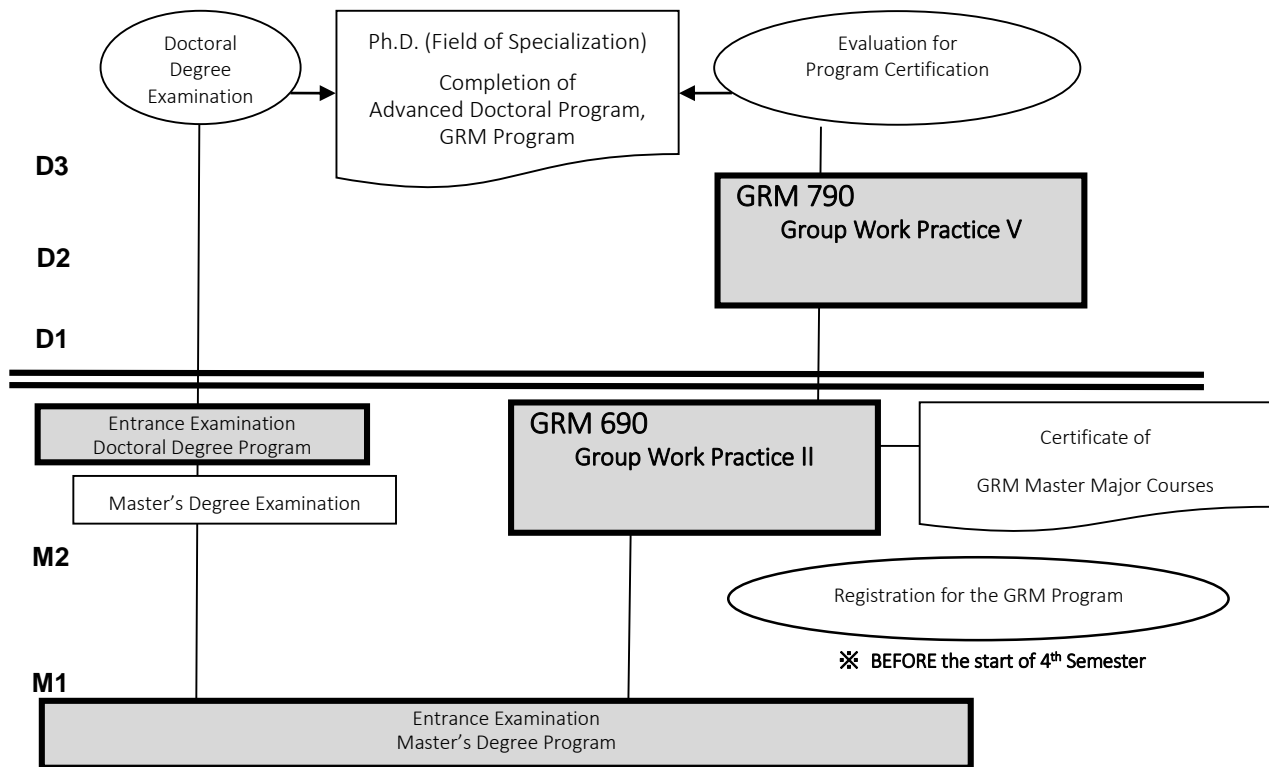 Doctoral
Degree
Examination
Ph.D. (Field of Specialization)
Completion of
Advanced Doctoral Program,
GRM Program
Evaluation for
Program Certification
D3
GRM 790
Group Work Practice V
D2
D1
Entrance Examination
Doctoral Degree Program
GRM 690
Group Work Practice II
Certificate of
GRM Master Major Courses
Master's Degree Examination
M2
Registration for the GRM Program
※ BEFORE the start of 4th Semester
M1
Entrance Examination
Master's Degree Program